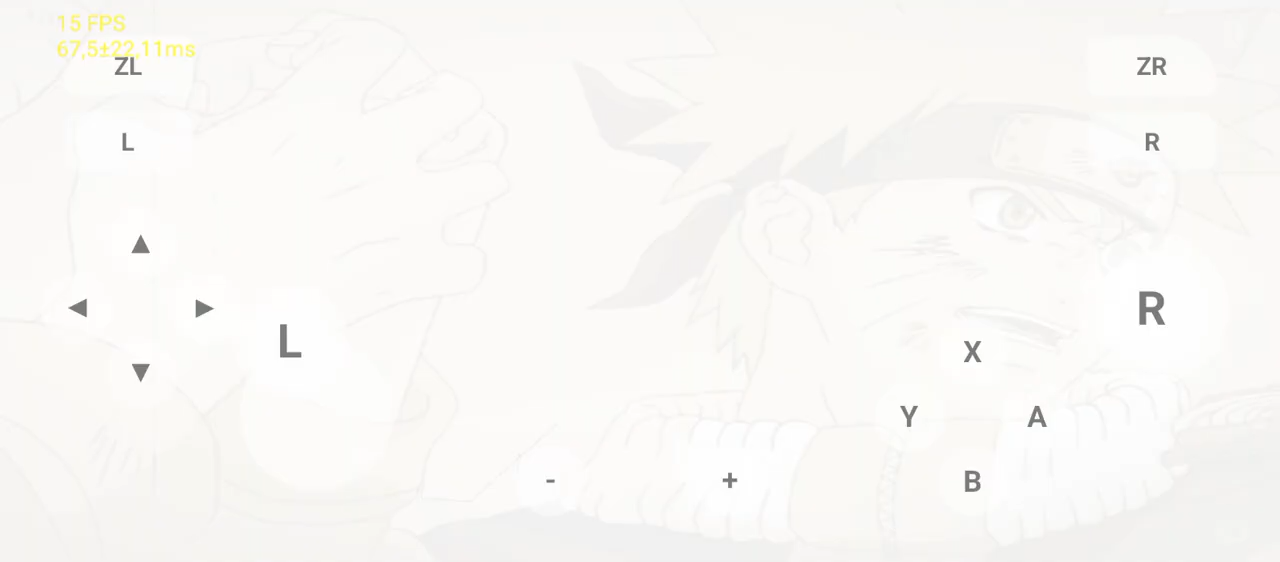 15 FPS
67,5±22,11ms
ZL
ZR
L
R
▲
◀
▶
▼
L
R
X
Y
A
B
-
+